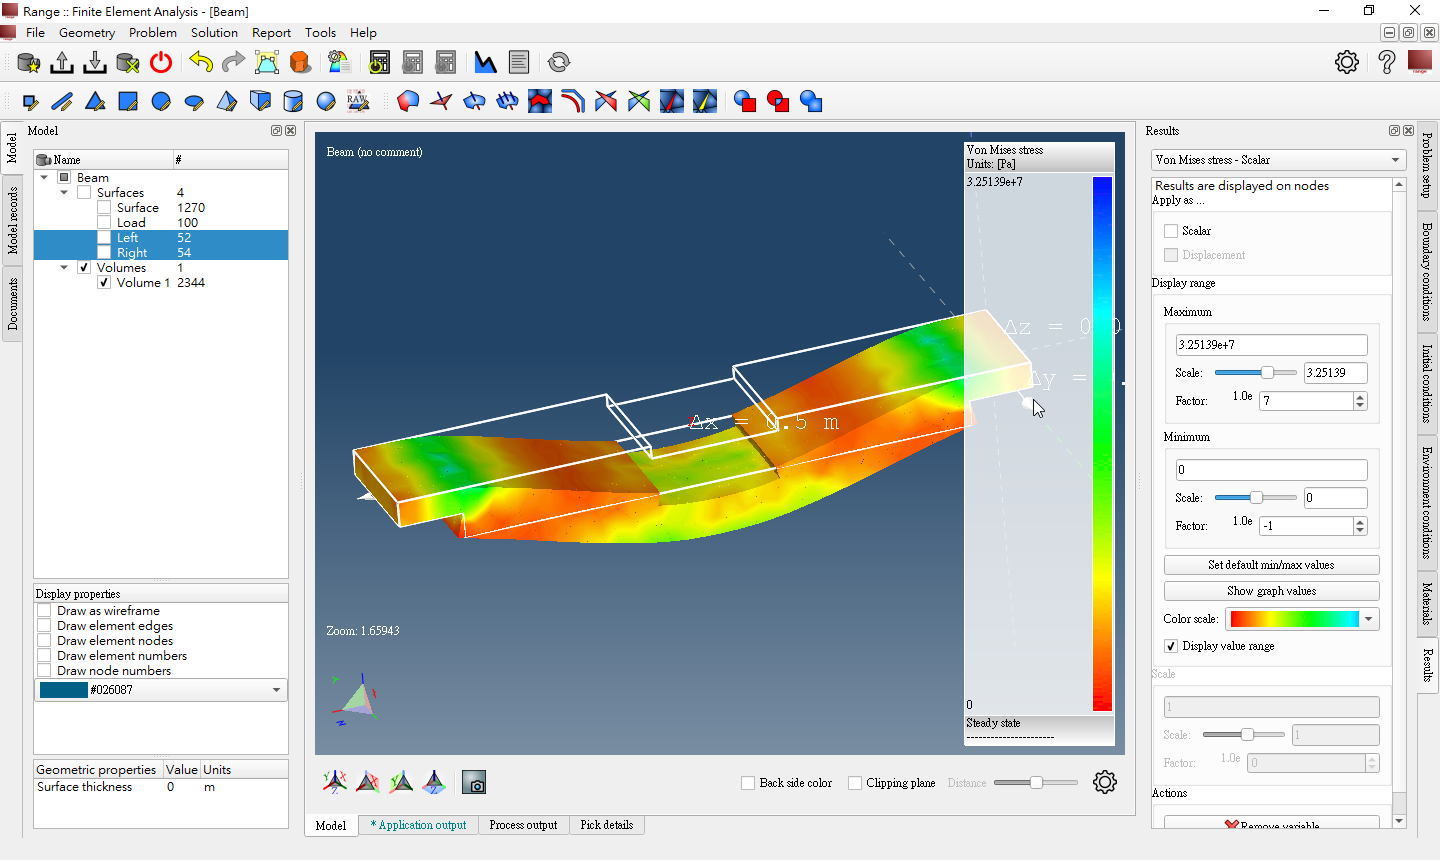 Range :: Finite Element Analysis - [Beam]
File Geometry Problem Solution Report Tools Help
RAW
range
Model
Model records
Documents
Model
Name #
Beam
Surfaces 4
Surface 1270
Load 100
Left 52
Right 54
Volumes 1
Volume 1 2344
Display properties
Draw as wireframe
Draw element edges
Draw element nodes
Draw element numbers
Draw node numbers
#026087
Geometric properties Value Units
Surface thickness 0 m
Beam (no comment)
Von Mises stress
Units: [Pa]
3.25139e+7
Δz = 0.0
Δy =
Δx = 0.5 m
Zoom: 1.65943
0
Steady state
----------------------
Back side color Clipping plane Distance
Model * Application output Process output Pick details
Results
Von Mises stress - Scalar
Results are displayed on nodes
Apply as ...
Scalar
Displacement
Display range
Maximum
3.25139e+7
Scale: 3.25139
Factor: 1.0e 7
Minimum
0
Scale: 0
Factor: 1.0e -1
Set default min/max values
Show graph values
Color scale:
Display value range
Scale
1
Scale: 1
Factor: 1.0e 0
Actions
Remove variable
Problem setup
Boundary conditions
Initial conditions
Environment conditions
Materials
Results